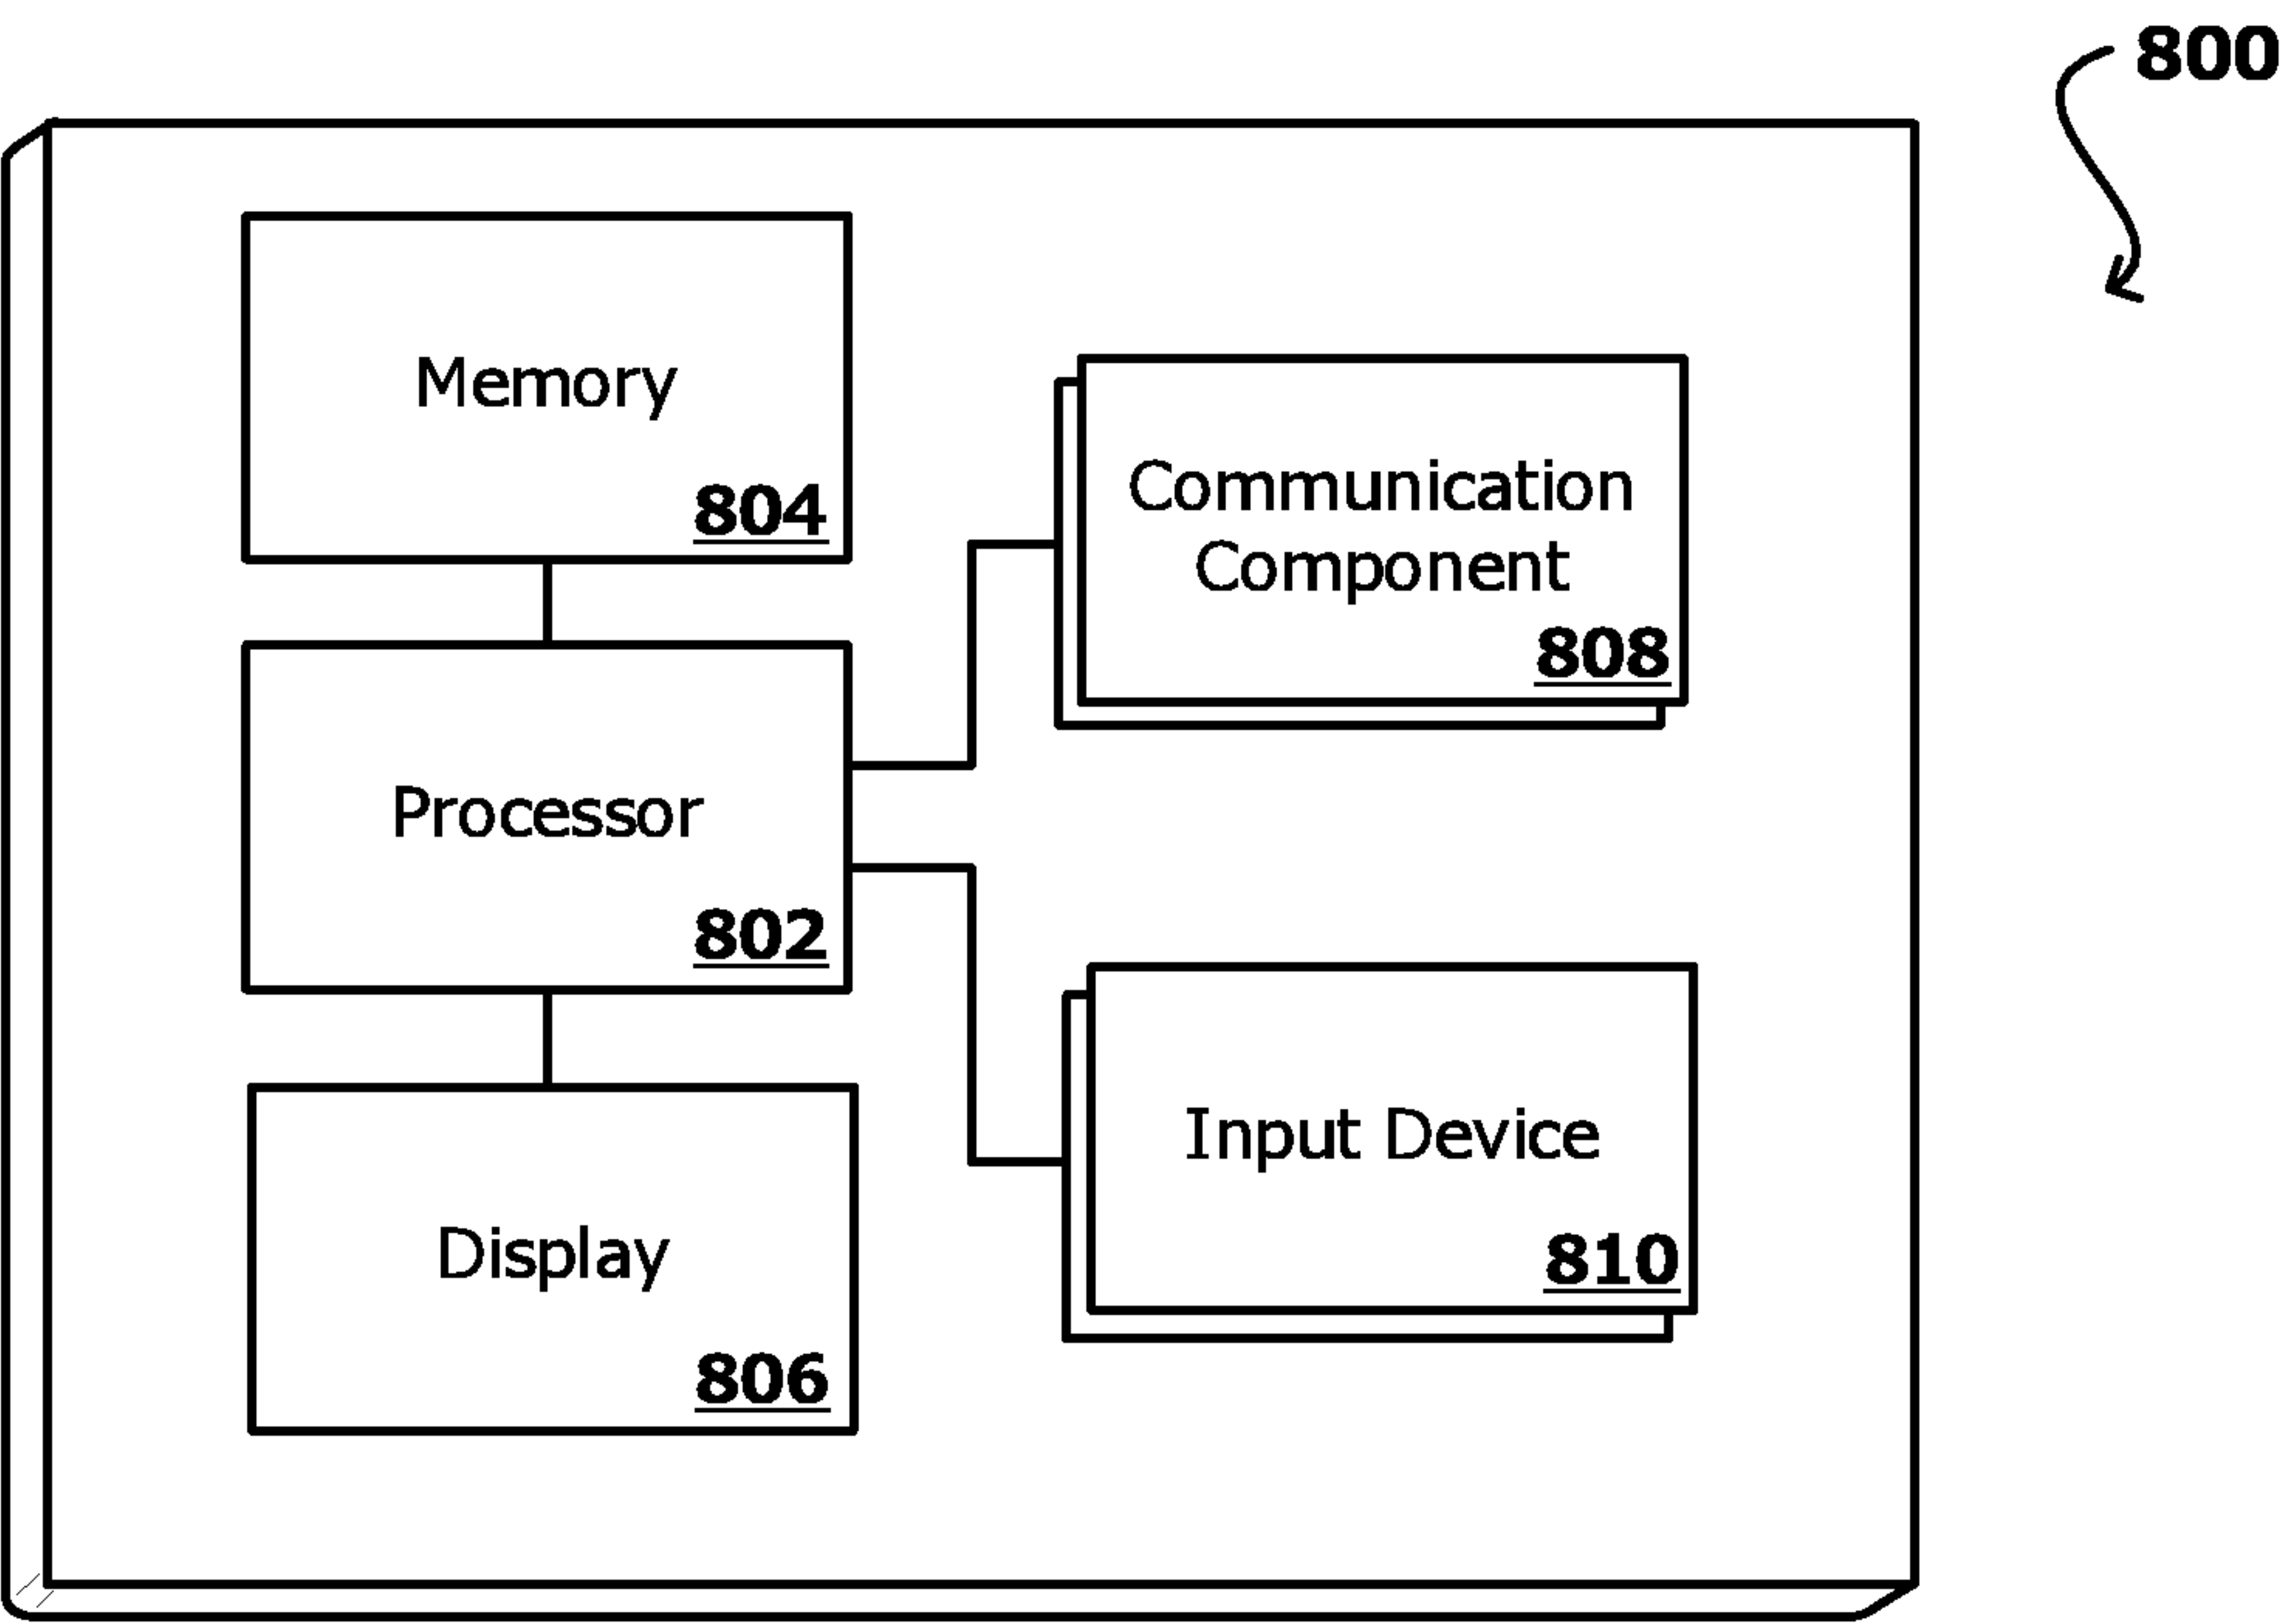 800
Memory
804
Communication
Component
808
Processor
802
Input Device
810
Display
806